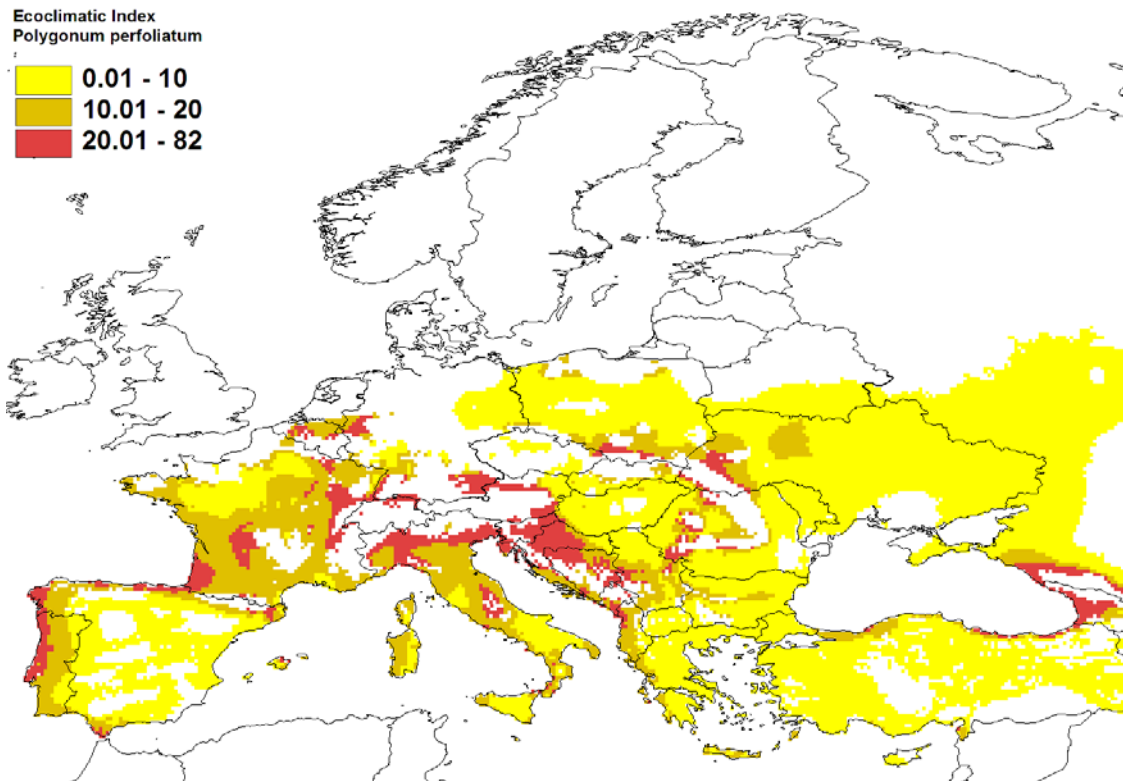 Ecoclimatic Index
Polygonum perfoliatum
0.01 - 10
10.01 - 20
20.01 - 82